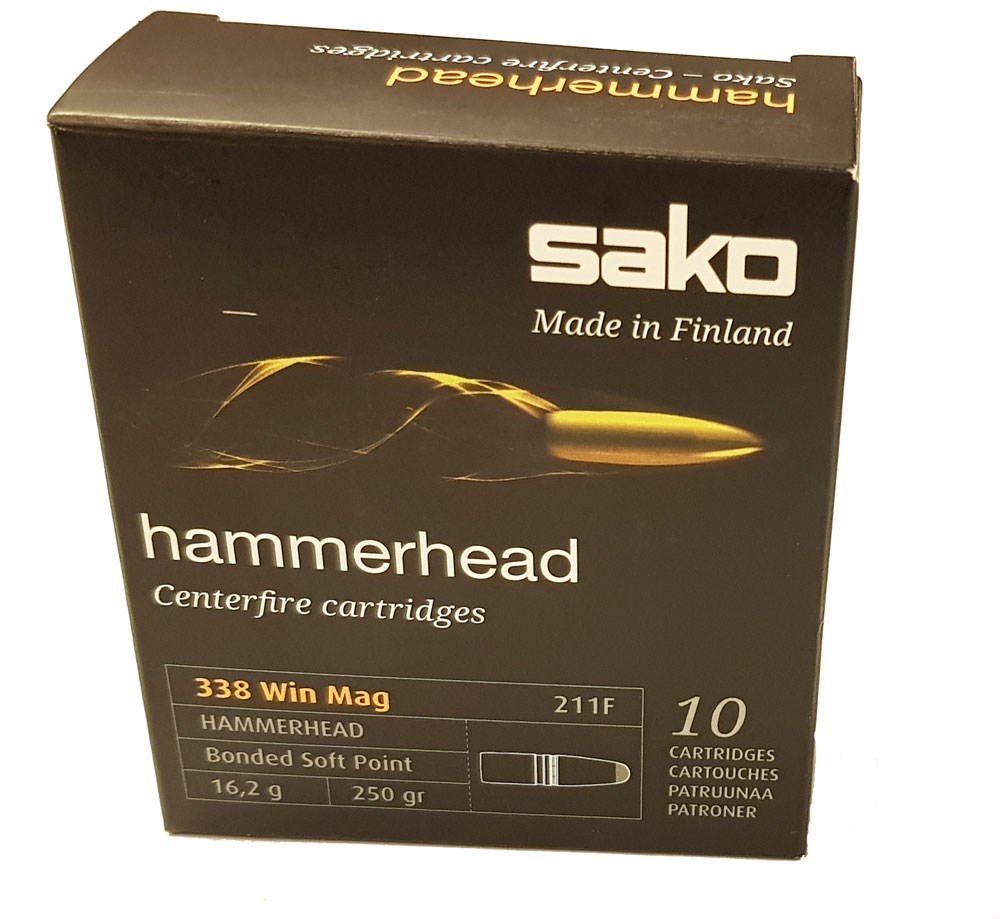 hammerhead
Sako – Centerfire cartridges
sako
Made in Finland
hammerhead
Centerfire cartridges
338 Win Mag
211F
HAMMERHEAD
Bonded Soft Point
16,2 g
250 gr
10
CARTRIDGES
CARTOUCHES
PATRUUNAA
PATRONER